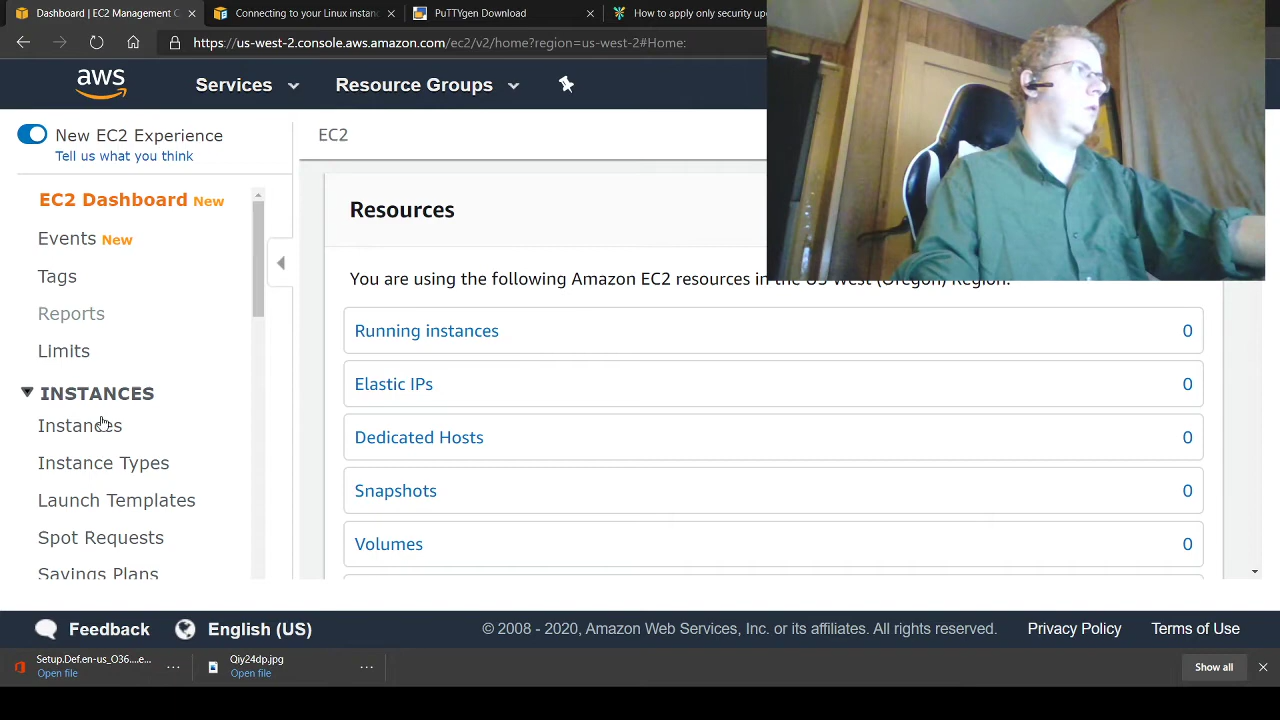 Dashboard | EC2 Management C
Connecting to your Linux instanc
PuTTYgen Download
How to apply only security up
https://us-west-2.console.aws.amazon.com/ec2/v2/home?region=us-west-2#Home:
aws
Services
Resource Groups
New EC2 Experience
Tell us what you think
EC2
EC2 Dashboard New
Events New
Tags
Reports
Limits
INSTANCES
Instances
Instance Types
Launch Templates
Spot Requests
Savings Plans
Resources
You are using the following Amazon EC2 resources in the US West (Oregon) Region:
Running instances 0
Elastic IPs 0
Dedicated Hosts 0
Snapshots 0
Volumes 0
Feedback
English (US)
© 2008 - 2020, Amazon Web Services, Inc. or its affiliates. All rights reserved.
Privacy Policy
Terms of Use
Setup.Def.en-us_O36....e...
Open file
Qiy24dp.jpg
Open file
Show all